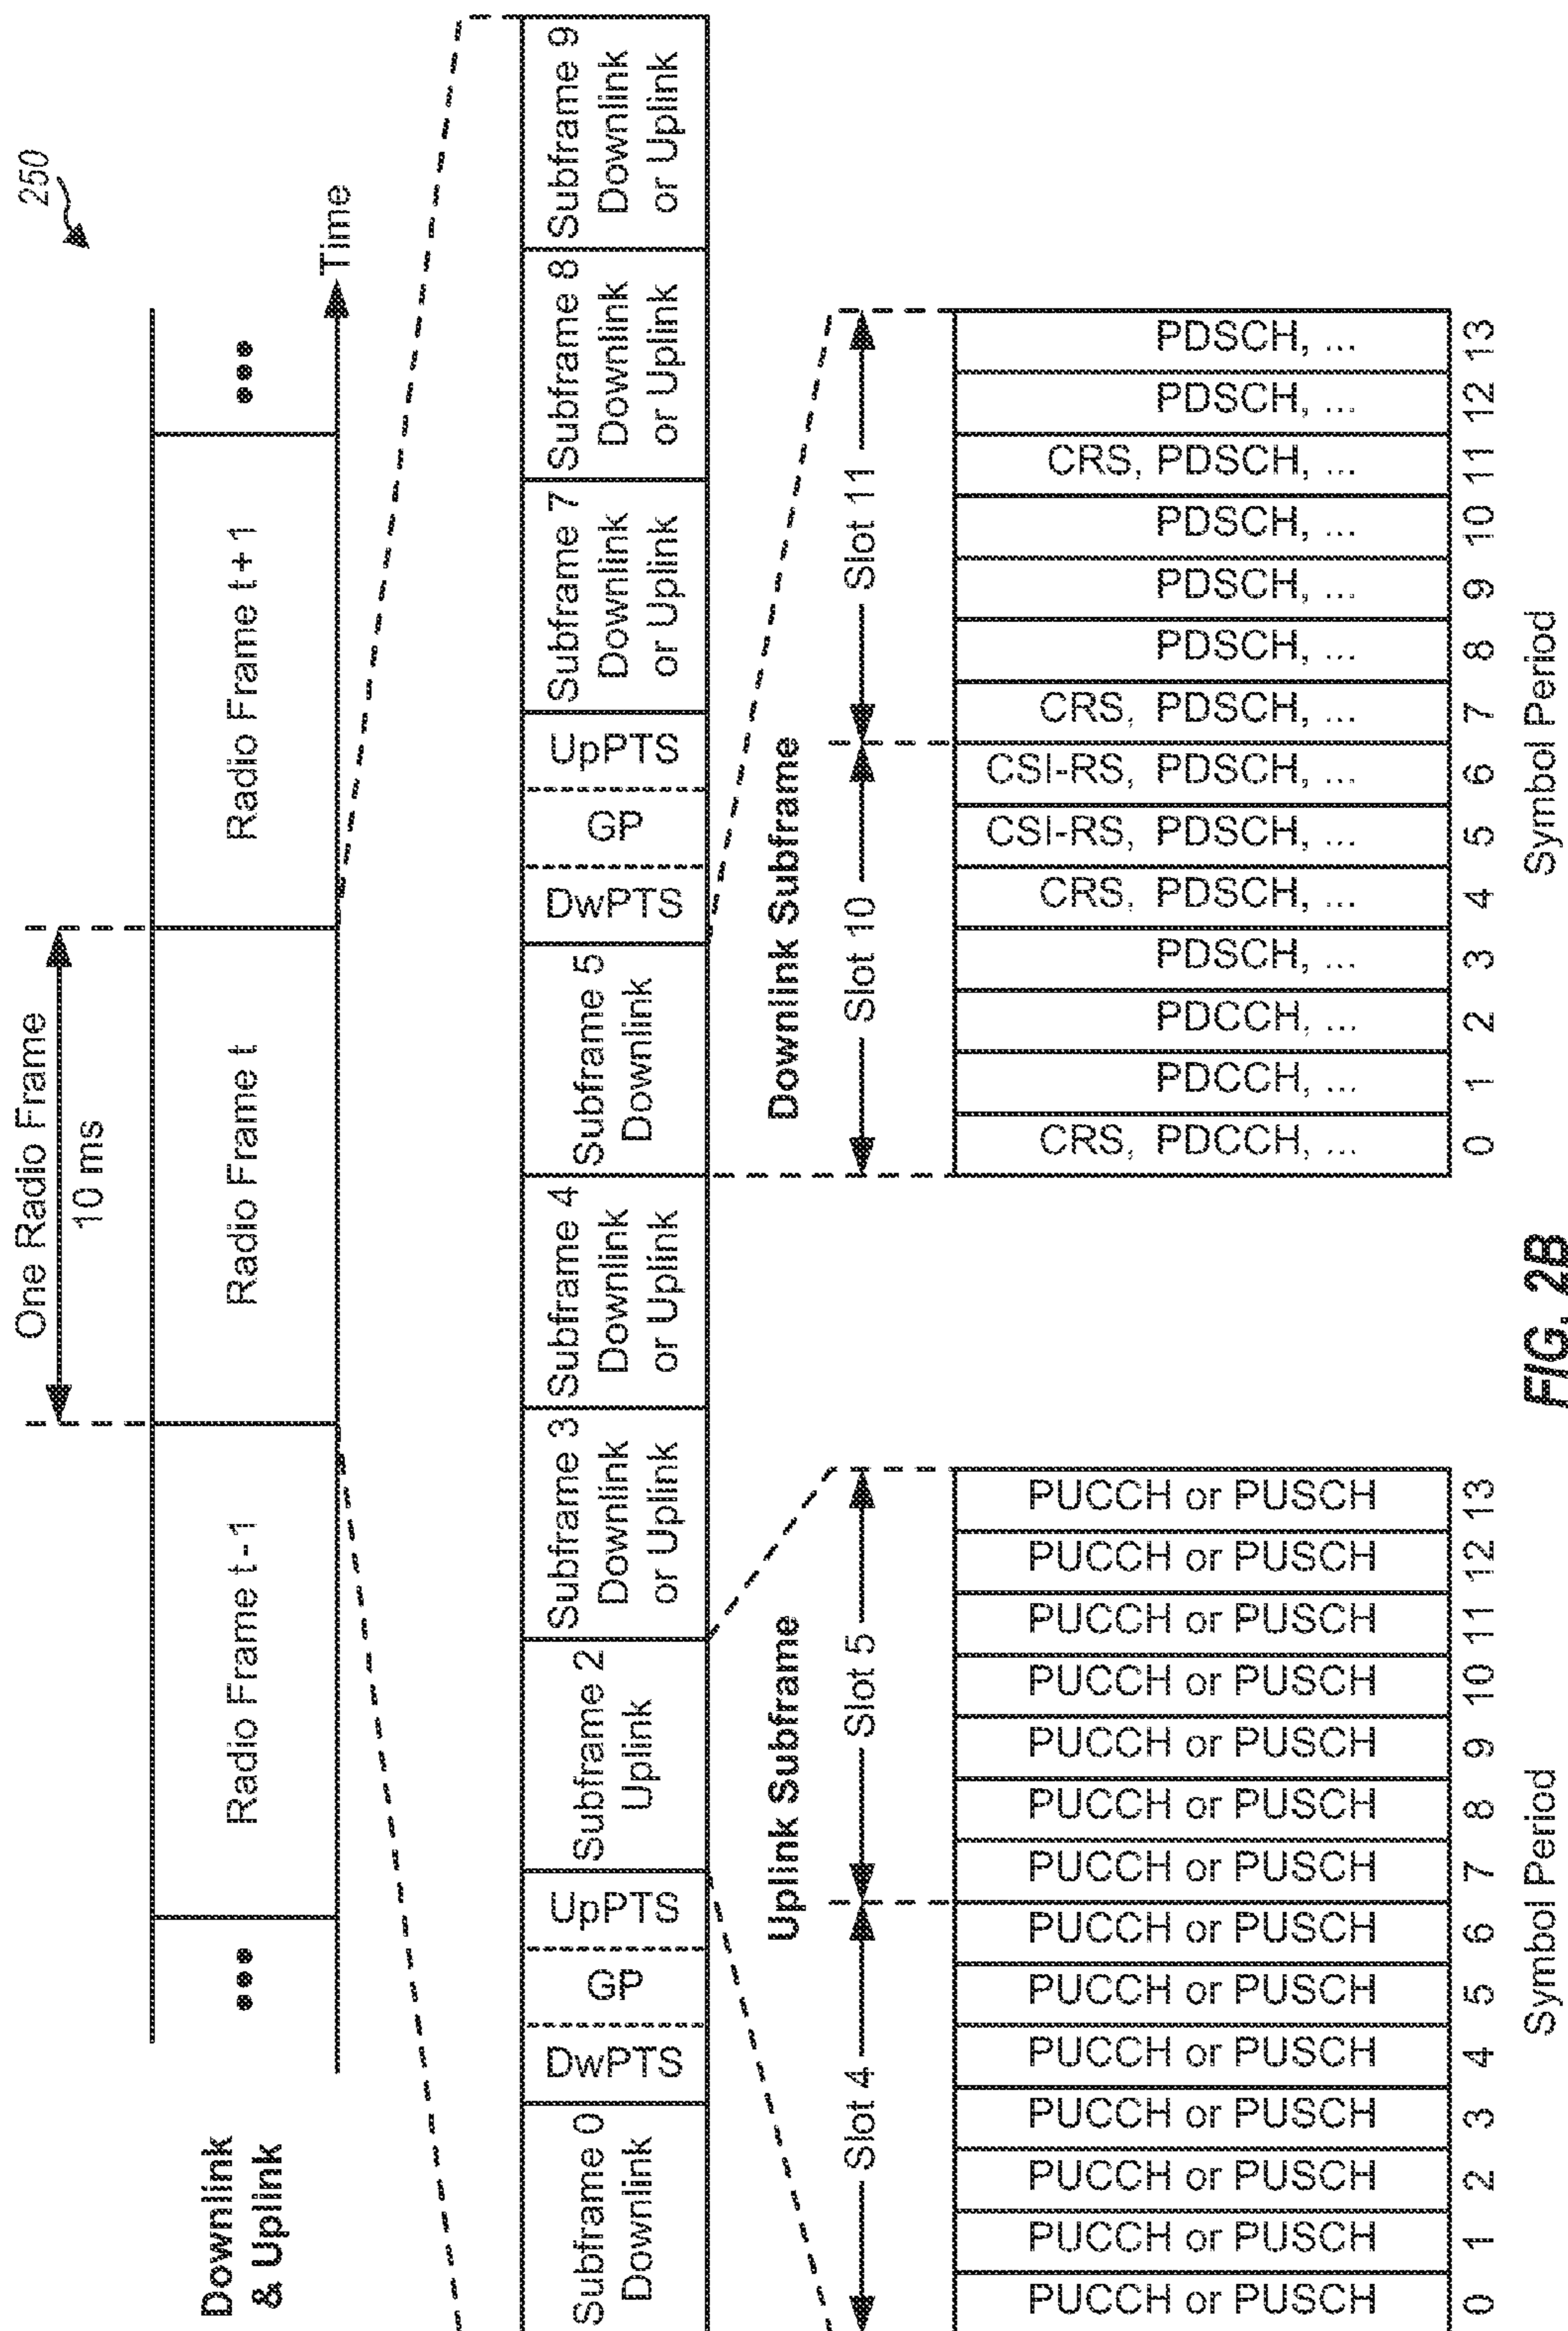 250
One Radio Frame
10 ms
Downlink
& Uplink
•••
Radio Frame t-1
Radio Frame t
Radio Frame t+1
•••
Time
Subframe 0
Downlink
DwPTS
GP
UpPTS
Subframe 2
Uplink
Subframe 3
Downlink
or Uplink
Subframe 4
Downlink
or Uplink
Subframe 5
Downlink
DwPTS
GP
UpPTS
Subframe 7
Downlink
or Uplink
Subframe 8
Downlink
or Uplink
Subframe 9
Downlink
or Uplink
Uplink Subframe
Slot 4
Slot 5
PUCCH or PUSCH
PUCCH or PUSCH
PUCCH or PUSCH
PUCCH or PUSCH
PUCCH or PUSCH
PUCCH or PUSCH
PUCCH or PUSCH
PUCCH or PUSCH
PUCCH or PUSCH
PUCCH or PUSCH
PUCCH or PUSCH
PUCCH or PUSCH
PUCCH or PUSCH
PUCCH or PUSCH
0 1 2 3 4 5 6 7 8 9 10 11 12 13
Symbol Period
Downlink Subframe
Slot 10
Slot 11
CRS, PDCCH, ...
PDCCH, ...
PDCCH, ...
PDSCH, ...
CRS, PDSCH, ...
CSI-RS, PDSCH, ...
CSI-RS, PDSCH, ...
CRS, PDSCH, ...
PDSCH, ...
PDSCH, ...
PDSCH, ...
CRS, PDSCH, ...
PDSCH, ...
PDSCH, ...
0 1 2 3 4 5 6 7 8 9 10 11 12 13
Symbol Period
FIG. 2B